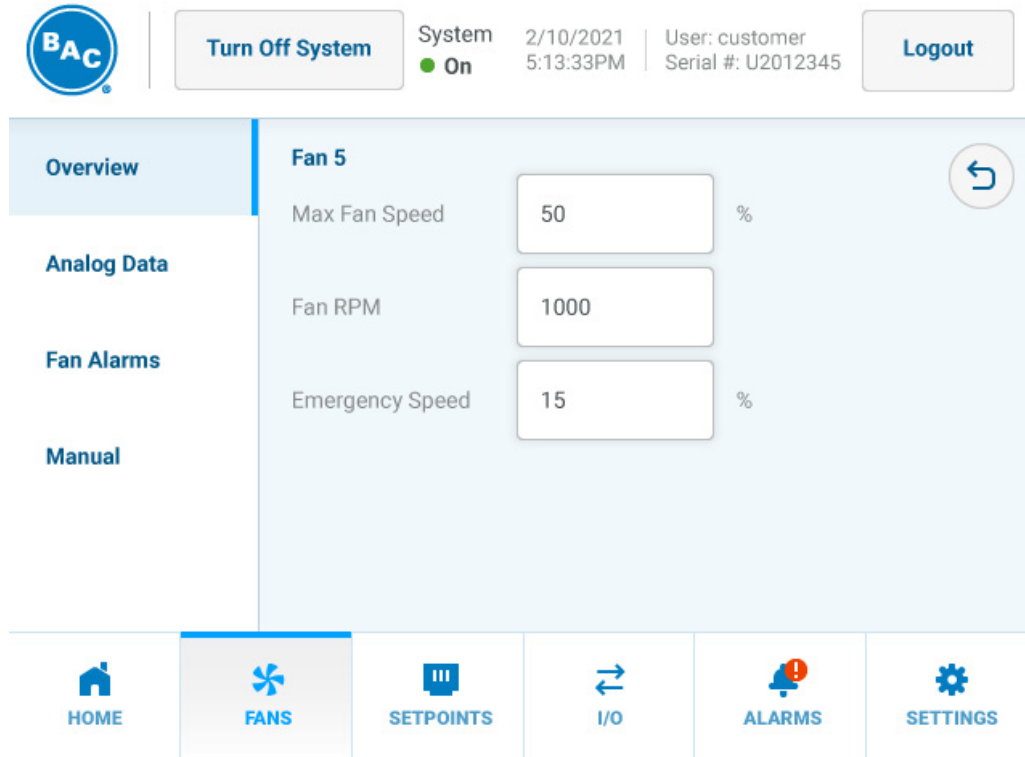 BAC®
Turn Off System
System
On
2/10/2021
5:13:33PM
User: customer
Serial #: U2012345
Logout
Overview
Analog Data
Fan Alarms
Manual
Fan 5
Max Fan Speed 50 %
Fan RPM 1000
Emergency Speed 15 %
HOME
FANS
SETPOINTS
I/O
ALARMS
SETTINGS